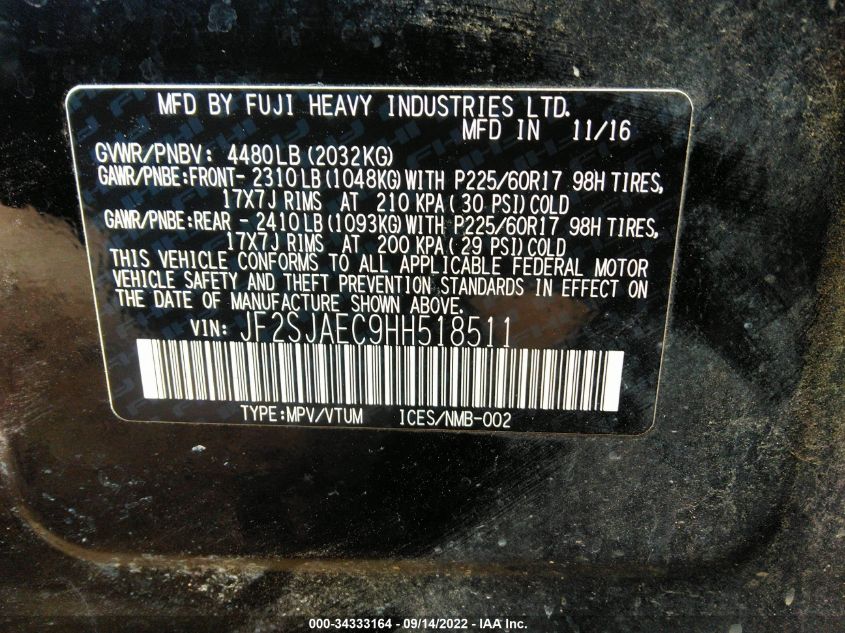 MFD BY FUJI HEAVY INDUSTRIES LTD.
MFD IN 11/16
GVWR/PNBV: 4480LB(2032KG)
GAWR/PNBE:FRONT- 2310LB(1048KG)WITH P225/60R17 98H TIRES,
17X7J RIMS AT 210 KPA(30 PSI)COLD
GAWR/PNBE:REAR - 2410LB(1093KG)WITH P225/60R17 98H TIRES,
17X7J RIMS AT 200 KPA(29 PSI)COLD
THIS VEHICLE CONFORMS TO ALL APPLICABLE FEDERAL MOTOR
VEHICLE SAFETY AND THEFT PREVENTION STANDARDS IN EFFECT ON
THE DATE OF MANUFACTURE SHOWN ABOVE.
VIN: JF2SJAEC9HH518511
TYPE:MPV/VTUM ICES/NMB-002
000-34333164 - 09/14/2022 - IAA Inc.